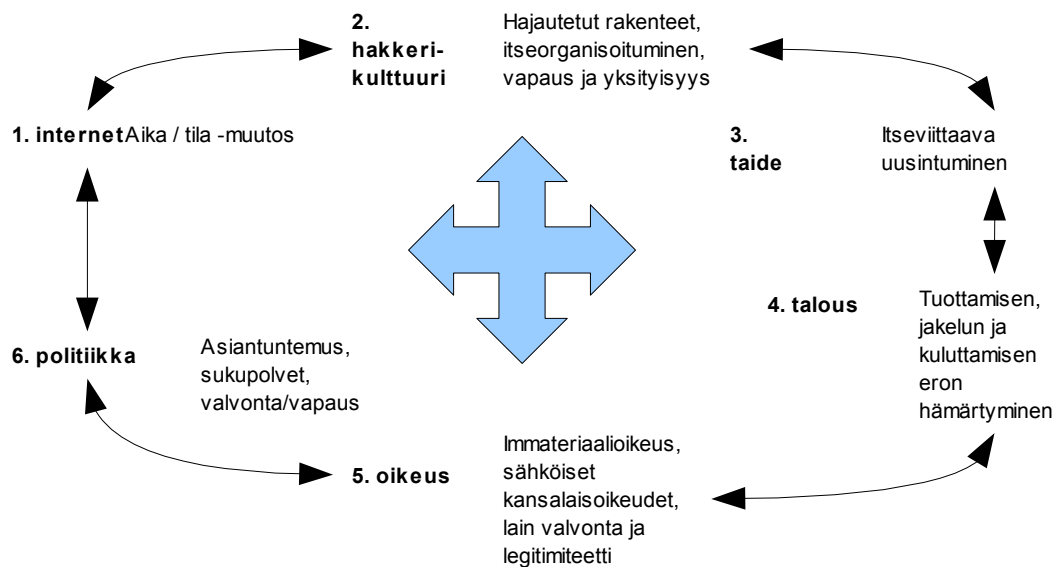 2.
hakkeri-
kulttuuri
Hajautetut rakenteet,
itseorganisoituminen,
vapaus ja yksityisyys
1. internet Aika / tila -muutos
3.
taide
Itseviittaava
uusintuminen
4. talous
Tuottamisen,
jakelun ja
kuluttamisen
eron
hämärtyminen
6. politiikka
Asiantuntemus,
sukupolvet,
valvonta/vapaus
5. oikeus
Immateriaalioikeus,
sähköiset
kansalaisoikeudet,
lain valvonta ja
legitimiteetti